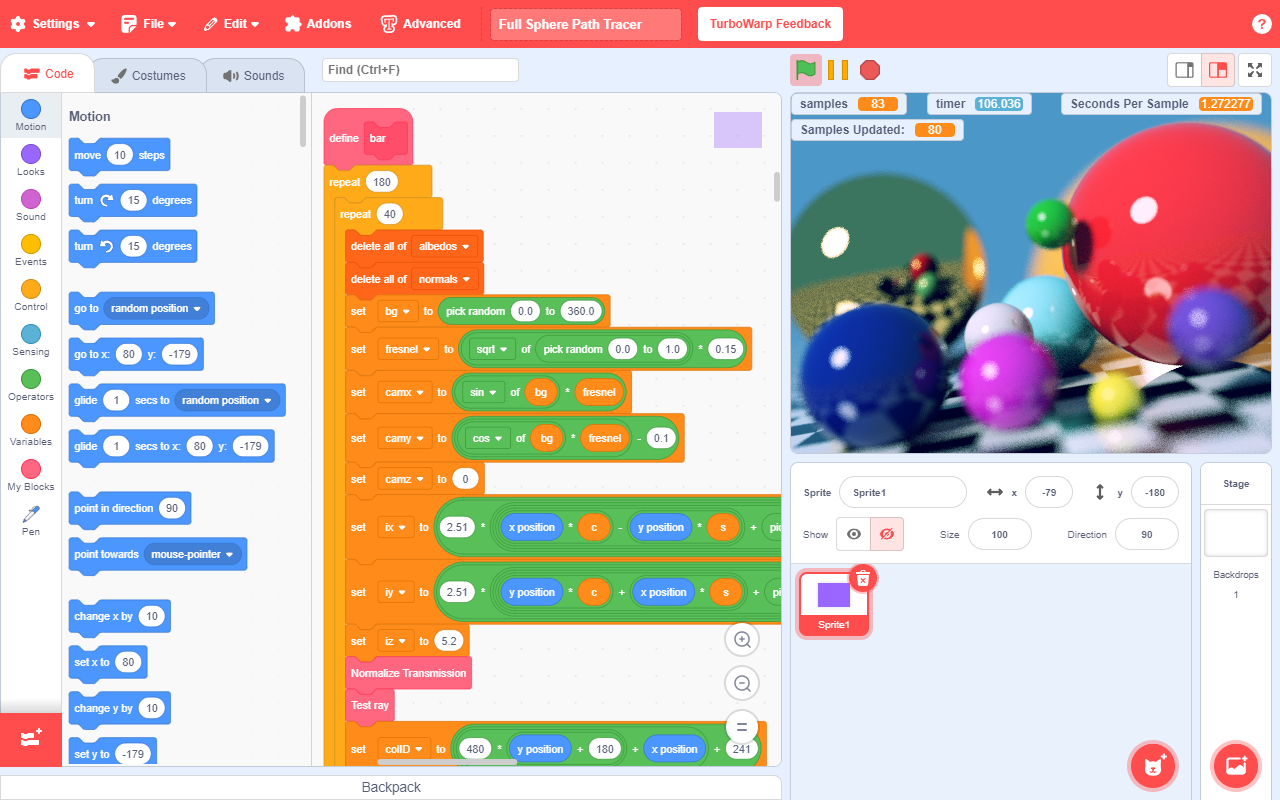 Settings File Edit Addons Advanced Full Sphere Path Tracer TurboWarp Feedback ?
Code Costumes Sounds Find (Ctrl+F)
Motion
Looks
Sound
Events
Control
Sensing
Operators
Variables
My Blocks
Pen
Motion
move 10 steps
turn 15 degrees
turn 15 degrees
go to random position
go to x: 80 y: -179
glide 1 secs to random position
glide 1 secs to x: 80 y: -179
point in direction 90
point towards mouse-pointer
change x by 10
set x to 80
change y by 10
set y to -179
define bar
repeat 180
repeat 40
delete all of albedos
delete all of normals
set bg to pick random 0.0 to 360.0
set fresnel to sqrt of pick random 0.0 to 1.0 * 0.15
set camx to sin of bg * fresnel
set camy to cos of bg * fresnel - 0.1
set camz to 0
set ix to 2.51 * x position * c - y position * s + pic
set iy to 2.51 * y position * c + x position * s + pi
set iz to 5.2
Normalize Transmission
Test ray
set collD to 480 * y position + 180 + x position + 241
Backpack
samples 83 timer 106.036 Seconds Per Sample 1.272277
Samples Updated: 80
Sprite Sprite1 x -79 y -180
Show Size 100 Direction 90
Sprite1
Stage
Backdrops
1